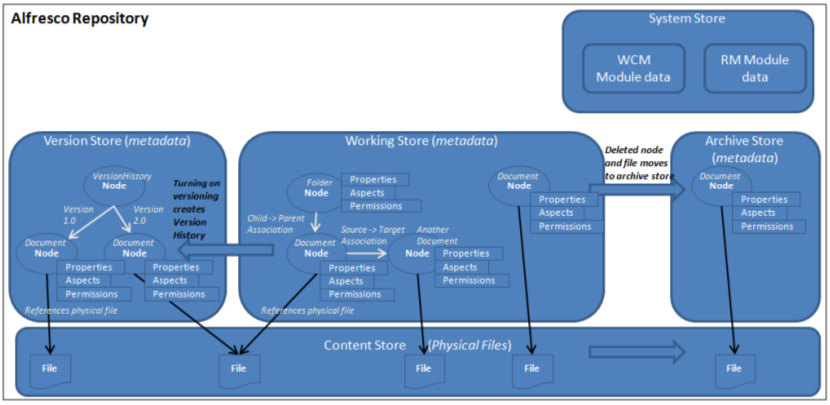 Alfresco Repository
System Store
WCM
Module data
RM Module
data
Version Store (metadata)
VersionHistory
Node
Version
1.0
Version
2.0
Document
Node
Properties
Aspects
Permissions
Document
Node
Properties
Aspects
Permissions
References physical file
Turning on
versioning
creates
Version
History
Working Store (metadata)
Folder
Node
Properties
Aspects
Permissions
Child -> Parent
Association
Document
Node
Properties
Aspects
Permissions
Source -> Target
Association
Another
Document
Node
Properties
Aspects
Permissions
References physical file
Document
Node
Properties
Aspects
Permissions
Deleted node
and file moves
to archive store
Archive Store
(metadata)
Document
Node
Properties
Aspects
Permissions
Content Store (Physical Files)
File
File
File
File
File